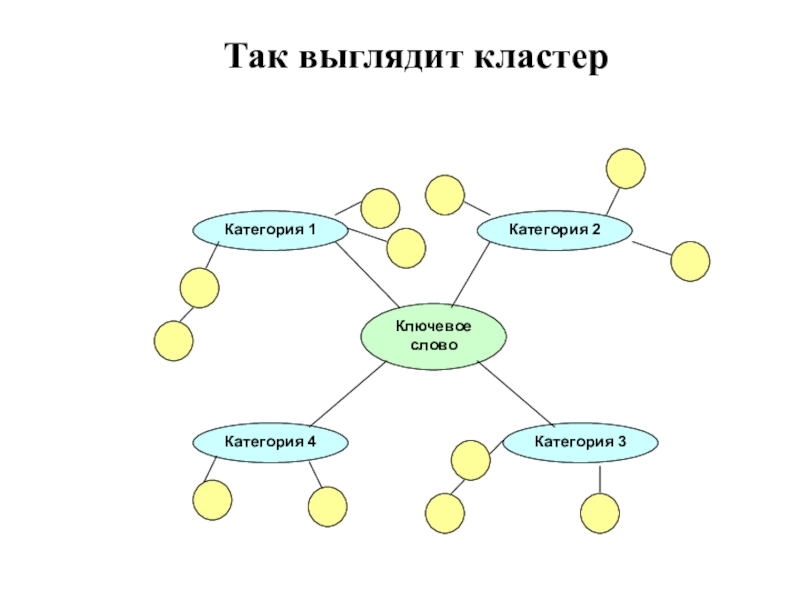 Так выглядит кластер
Категория 1
Категория 2
Ключевое
слово
Категория 4
Категория 3